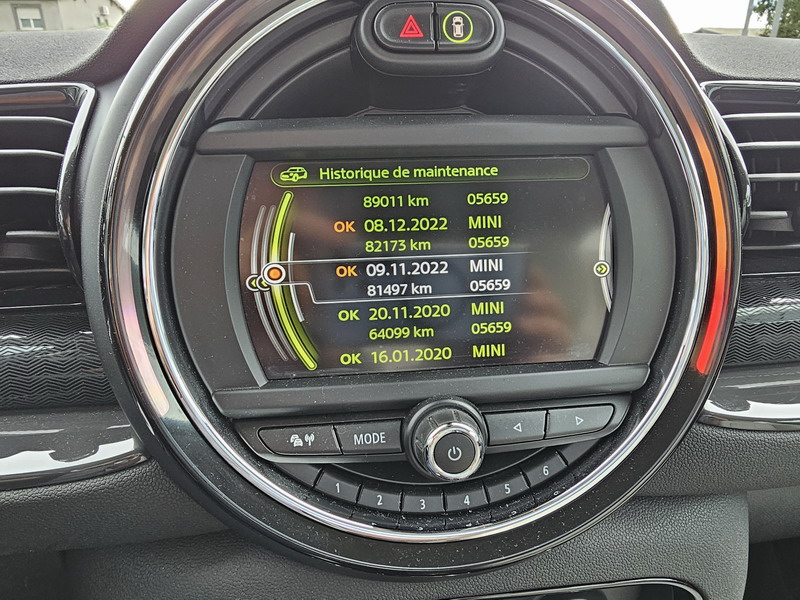 Historique de maintenance
89011 km 05659
OK 08.12.2022 MINI
82173 km 05659
OK 09.11.2022 MINI
81497 km 05659
OK 20.11.2020 MINI
64099 km 05659
OK 16.01.2020 MINI
MODE
1 2 3 4 5 6